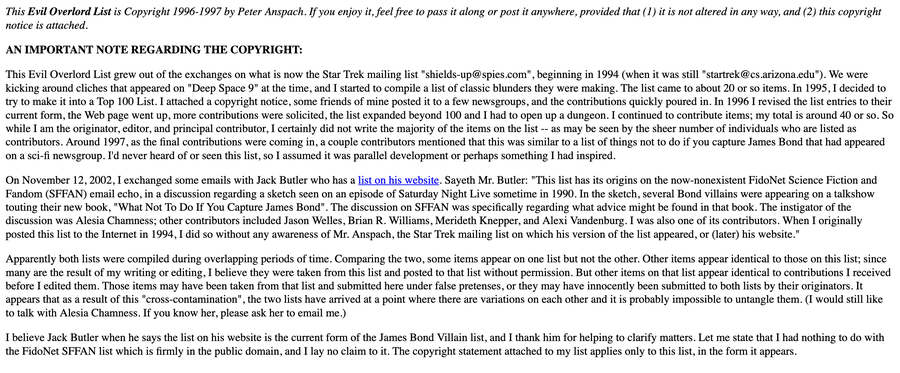 This Evil Overlord List is Copyright 1996-1997 by Peter Anspach. If you enjoy it, feel free to pass it along or post it anywhere, provided that (1) it is not altered in any way, and (2) this copyright
notice is attached.
AN IMPORTANT NOTE REGARDING THE COPYRIGHT:
This Evil Overlord List grew out of the exchanges on what is now the Star Trek mailing list "shields-up@spies.com", beginning in 1994 (when it was still "startrek@cs.arizona.edu"). We were
kicking around cliches that appeared on "Deep Space 9" at the time, and I started to compile a list of classic blunders they were making. The list came to about 20 or so items. In 1995, I decided to
try to make it into a Top 100 List. I attached a copyright notice, some friends of mine posted it to a few newsgroups, and the contributions quickly poured in. In 1996 I revised the list entries to their
current form, the Web page went up, more contributions were solicited, the list expanded beyond 100 and I had to open up a dungeon. I continued to contribute items; my total is around 40 or so. So
while I am the originator, editor, and principal contributor, I certainly did not write the majority of the items on the list -- as may be seen by the sheer number of individuals who are listed as
contributors. Around 1997, as the final contributions were coming in, a couple contributors mentioned that this was similar to a list of things not to do if you capture James Bond that had appeared
on a sci-fi newsgroup. I'd never heard of or seen this list, so I assumed it was parallel development or perhaps something I had inspired.
On November 12, 2002, I exchanged some emails with Jack Butler who has a list on his website. Sayeth Mr. Butler: "This list has its origins on the now-nonexistent FidoNet Science Fiction and
Fandom (SFFAN) email echo, in a discussion regarding a sketch seen on an episode of Saturday Night Live sometime in 1990. In the sketch, several Bond villains were appearing on a talkshow
touting their new book, "What Not To Do If You Capture James Bond". The discussion on SFFAN was specifically regarding what advice might be found in that book. The instigator of the
discussion was Alesia Chamness; other contributors included Jason Welles, Brian R. Williams, Merideth Knepper, and Alexi Vandenburg. I was also one of its contributors. When I originally
posted this list to the Internet in 1994, I did so without any awareness of Mr. Anspach, the Star Trek mailing list on which his version of the list appeared, or (later) his website."
Apparently both lists were compiled during overlapping periods of time. Comparing the two, some items appear on one list but not the other. Other items appear identical to those on this list; since
many are the result of my writing or editing, I believe they were taken from this list and posted to that list without permission. But other items on that list appear identical to contributions I received
before I edited them. Those items may have been taken from that list and submitted here under false pretenses, or they may have innocently been submitted to both lists by their originators. It
appears that as a result of this "cross-contamination", the two lists have arrived at a point where there are variations on each other and it is probably impossible to untangle them. (I would still like
to talk with Alesia Chamness. If you know her, please ask her to email me.)
I believe Jack Butler when he says the list on his website is the current form of the James Bond Villain list, and I thank him for helping to clarify matters. Let me state that I had nothing to do with
the FidoNet SFFAN list which is firmly in the public domain, and I lay no claim to it. The copyright statement attached to my list applies only to this list, in the form it appears.